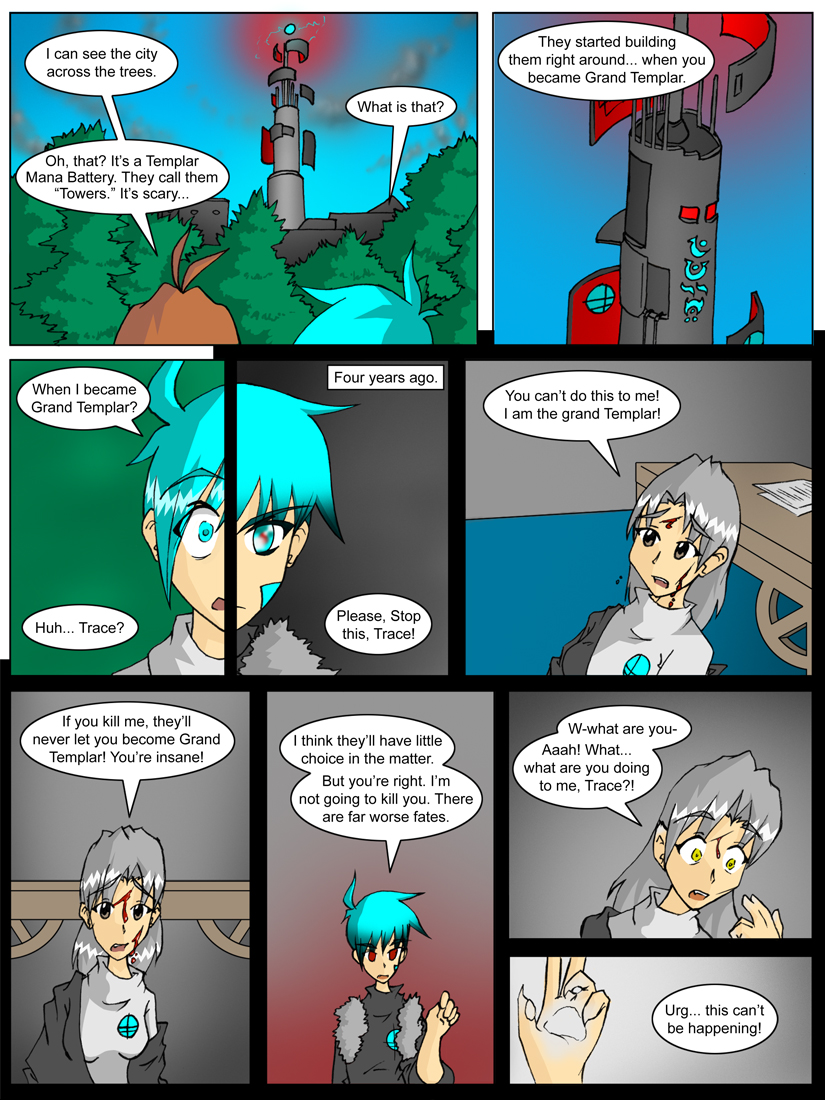 I can see the city
across the trees.
What is that?
Oh, that? It's a Templar
Mana Battery. They call them
“Towers.” It's scary...
They started building
them right around... when you
became Grand Templar.
When I became
Grand Templar?
Huh... Trace?
Four years ago.
Please, Stop
this, Trace!
You can't do this to me!
I am the grand Templar!
If you kill me, they'll
never let you become Grand
Templar! You're insane!
I think they'll have little
choice in the matter.
But you're right. I'm
not going to kill you. There
are far worse fates.
W-what are you-
Aaah! What...
what are you doing
to me, Trace?!
Urg... this can't
be happening!